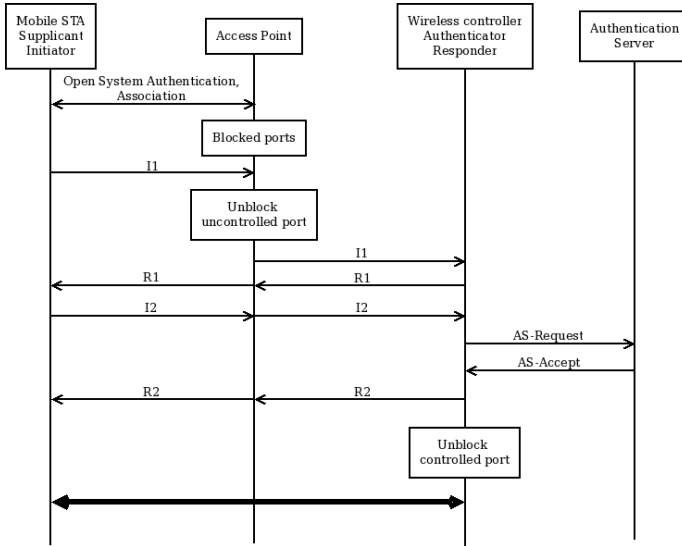 Mobile STA
Supplicant
Initiator
Access Point
Wireless controller
Authenticator
Responder
Authentication
Server
Open System Authentication,
Association
Blocked ports
I1
Unblock
uncontrolled port
I1
R1
R1
I2
I2
AS-Request
AS-Accept
R2
R2
Unblock
controlled port